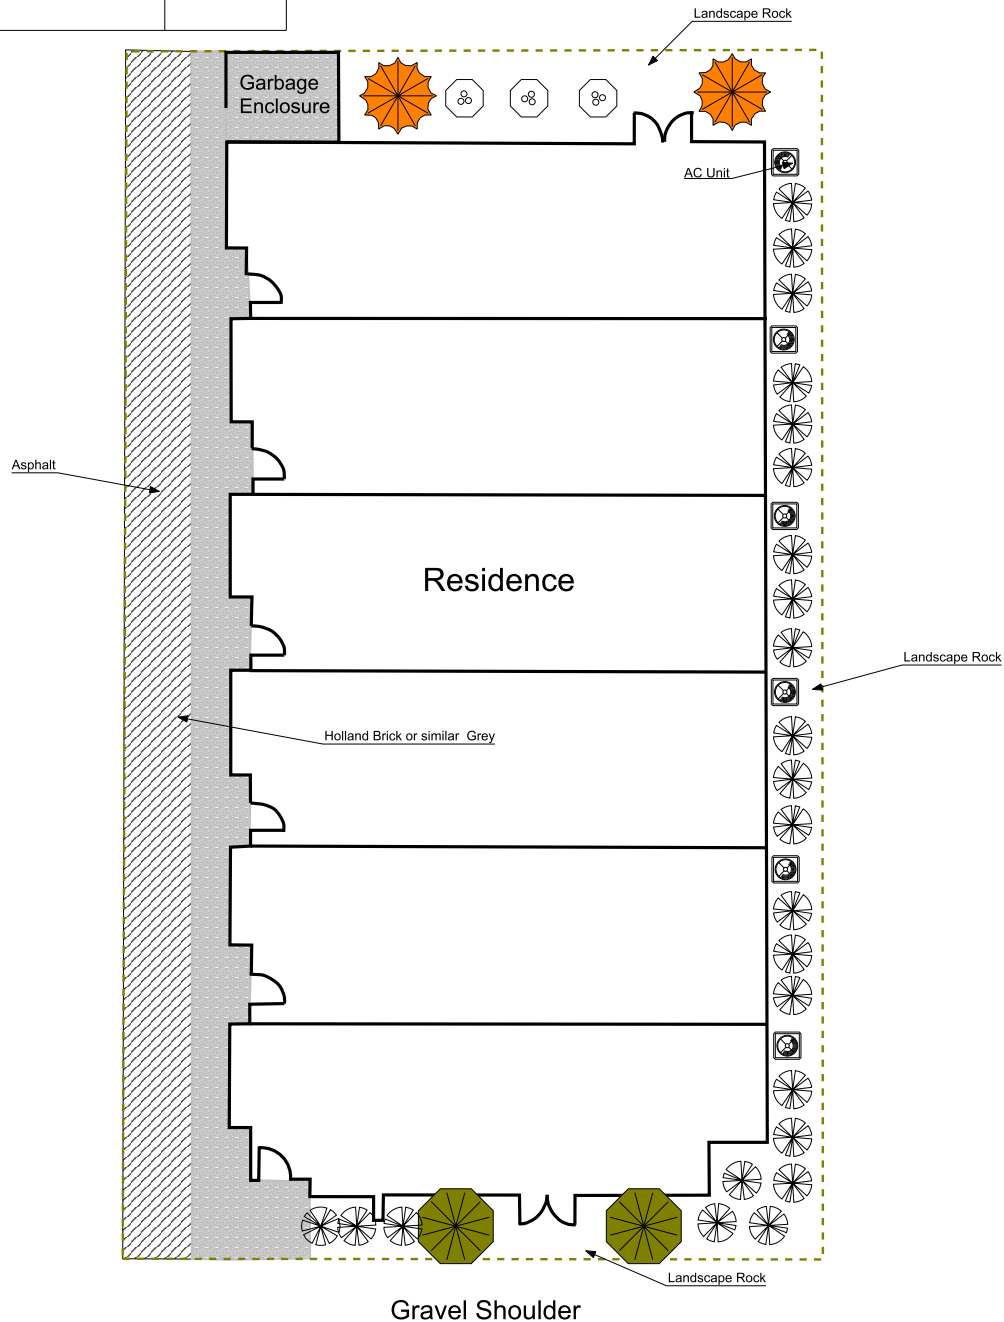 Landscape Rock
Garbage
Enclosure
AC Unit
Asphalt
Residence
Landscape Rock
Holland Brick or similar  Grey
Landscape Rock
Gravel Shoulder